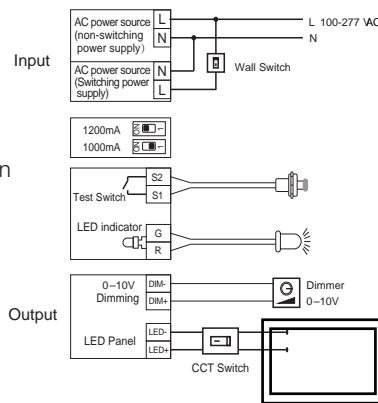 AC power source
(non-switching
power supply)
L
N
L 100-277 VAC
N
Input
AC power source
(Switching power
supply)
N
L
Wall Switch
1200mA
ON
1
1000mA
ON
1
n
Test Switch
S2
S1
LED indicator
G
R
0–10V
Dimming
DIM-
DIM+
Dimmer
0–10V
Output
LED Panel
LED-
LED+
CCT Switch